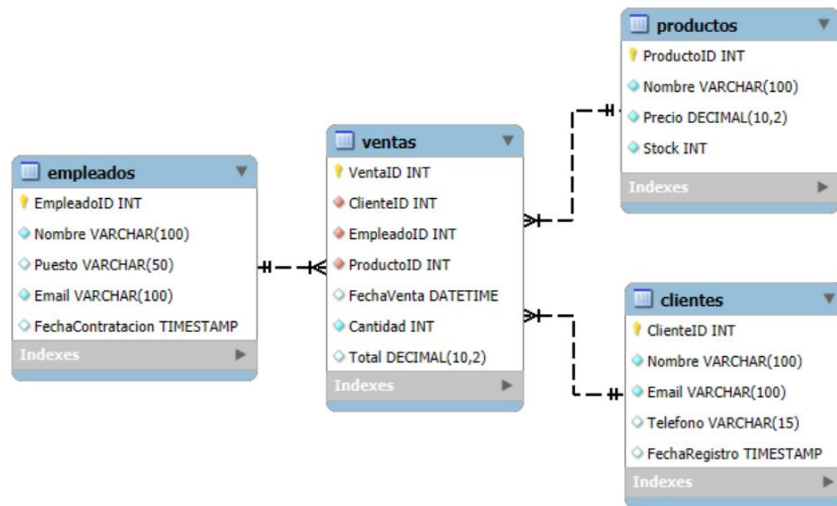 empleados
EmpleadoID INT
Nombre VARCHAR(100)
Puesto VARCHAR(50)
Email VARCHAR(100)
FechaContratacion TIMESTAMP
Indexes
ventas
VentaID INT
ClienteID INT
EmpleadoID INT
ProductoID INT
FechaVenta DATETIME
Cantidad INT
Total DECIMAL(10,2)
Indexes
productos
ProductoID INT
Nombre VARCHAR(100)
Precio DECIMAL(10,2)
Stock INT
Indexes
clientes
ClienteID INT
Nombre VARCHAR(100)
Email VARCHAR(100)
Telefono VARCHAR(15)
FechaRegistro TIMESTAMP
Indexes